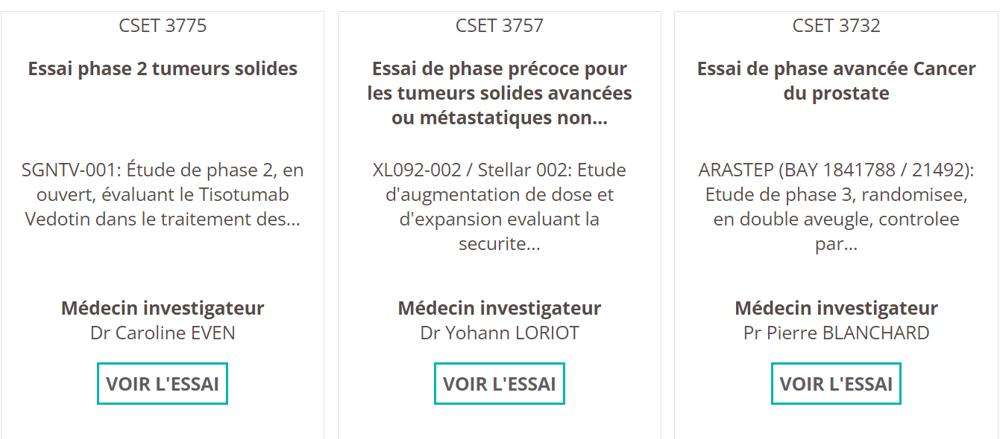 CSET 3775
Essai phase 2 tumeurs solides
SGNTV-001: Étude de phase 2, en
ouvert, évaluant le Tisotumab
Vedotin dans le traitement des...
Médecin investigateur
Dr Caroline EVEN
VOIR L'ESSAI
CSET 3757
Essai de phase précoce pour
les tumeurs solides avancées
ou métastatiques non...
XL092-002 / Stellar 002: Etude
d'augmentation de dose et
d'expansion evaluant la
securite...
Médecin investigateur
Dr Yohann LORIOT
VOIR L'ESSAI
CSET 3732
Essai de phase avancée Cancer
du prostate
ARASTEP (BAY 1841788 / 21492):
Etude de phase 3, randomisee,
en double aveugle, controlee
par...
Médecin investigateur
Pr Pierre BLANCHARD
VOIR L'ESSAI